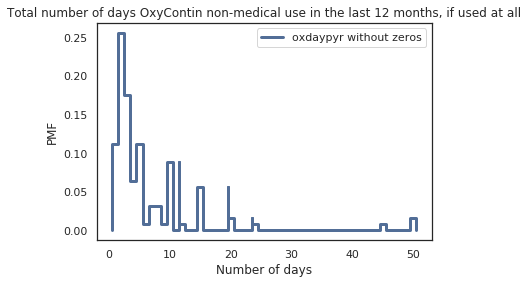 Total number of days OxyContin non-medical use in the last 12 months, if used at all
oxdaypyr without zeros
0.25
0.20
0.15
0.10
0.05
0.00
PMF
0 10 20 30 40 50
Number of days